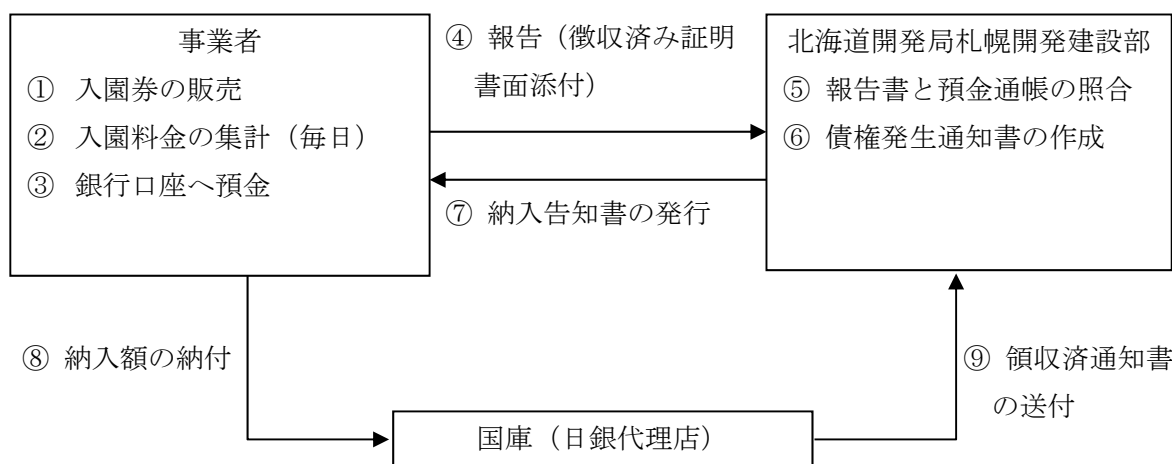 事業者
① 入園券の販売
② 入園料金の集計（毎日）
③ 銀行口座へ預金
④ 報告（徴収済み証明
書面添付）
北海道開発局札幌開発建設部
⑤ 報告書と預金通帳の照合
⑥ 債権発生通知書の作成
⑦ 納入告知書の発行
⑧ 納入額の納付
⑨ 領収済通知書
の送付
国庫（日銀代理店）